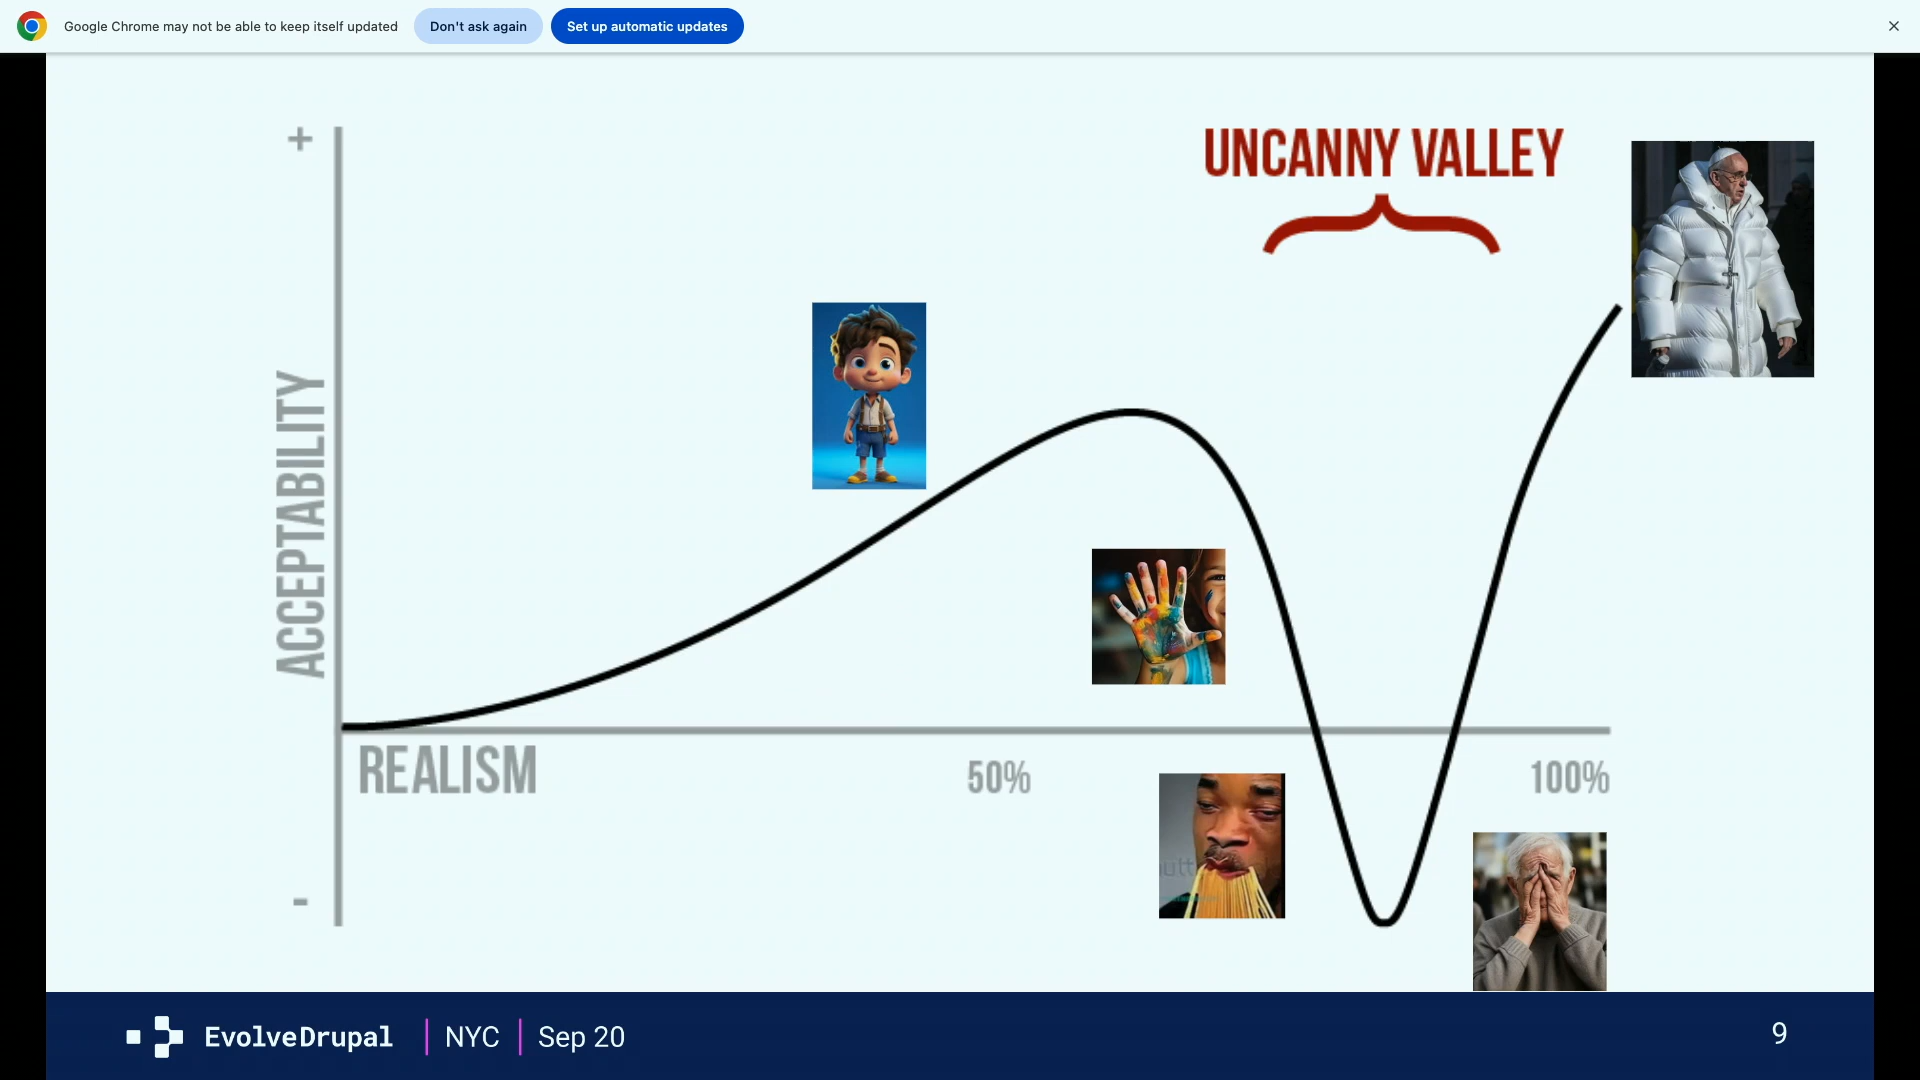 Google Chrome may not be able to keep itself updated
Don't ask again
Set up automatic updates
+
UNCANNY VALLEY
ACCEPTABILITY
REALISM
50%
100%
-
EvolveDrupal | NYC | Sep 20
9